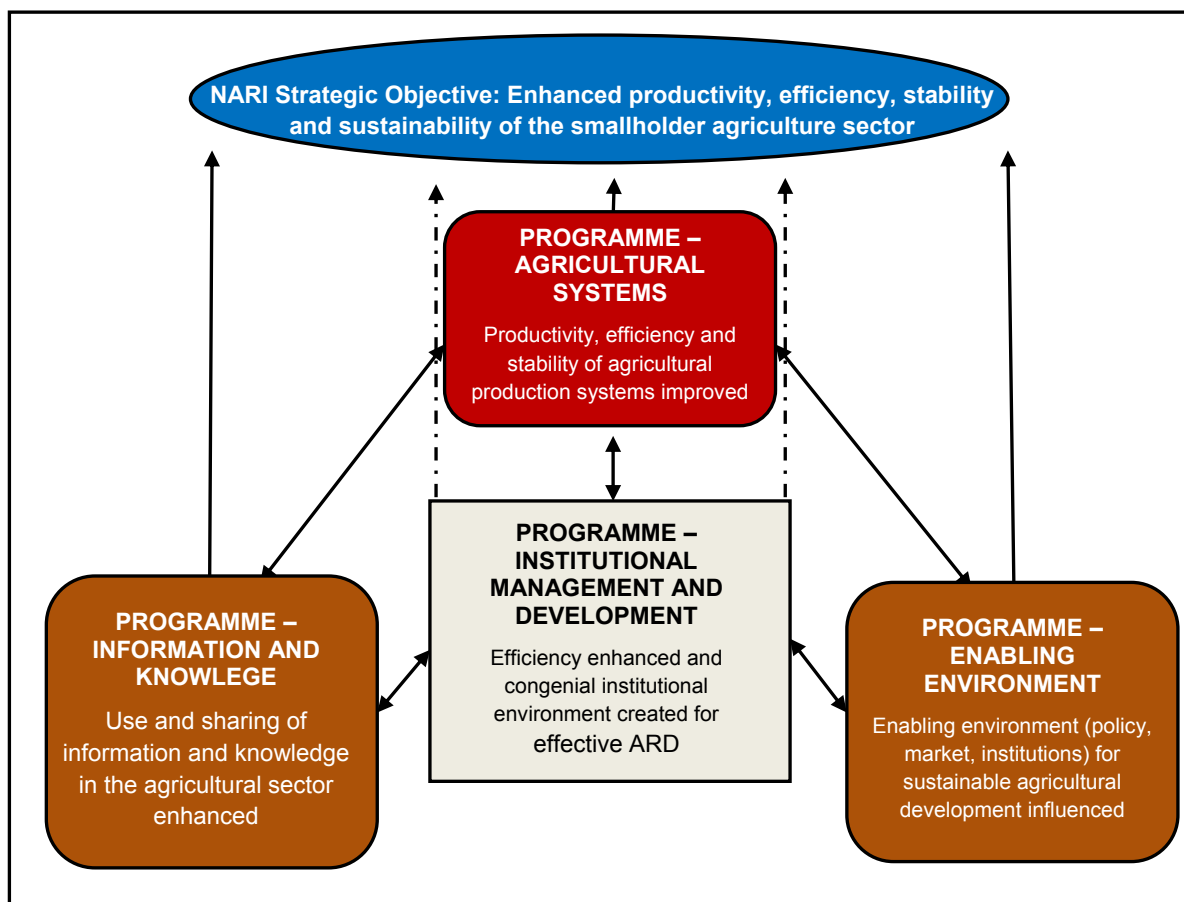 NARI Strategic Objective: Enhanced productivity, efficiency, stability
and sustainability of the smallholder agriculture sector
PROGRAMME –
AGRICULTURAL
SYSTEMS
Productivity, efficiency and
stability of agricultural
production systems improved
PROGRAMME –
INSTITUTIONAL
MANAGEMENT AND
DEVELOPMENT
Efficiency enhanced and
congenial institutional
environment created for
effective ARD
PROGRAMME –
INFORMATION AND
KNOWLEGE
Use and sharing of
information and knowledge
in the agricultural sector
enhanced
PROGRAMME –
ENABLING
ENVIRONMENT
Enabling environment (policy,
market, institutions) for
sustainable agricultural
development influenced